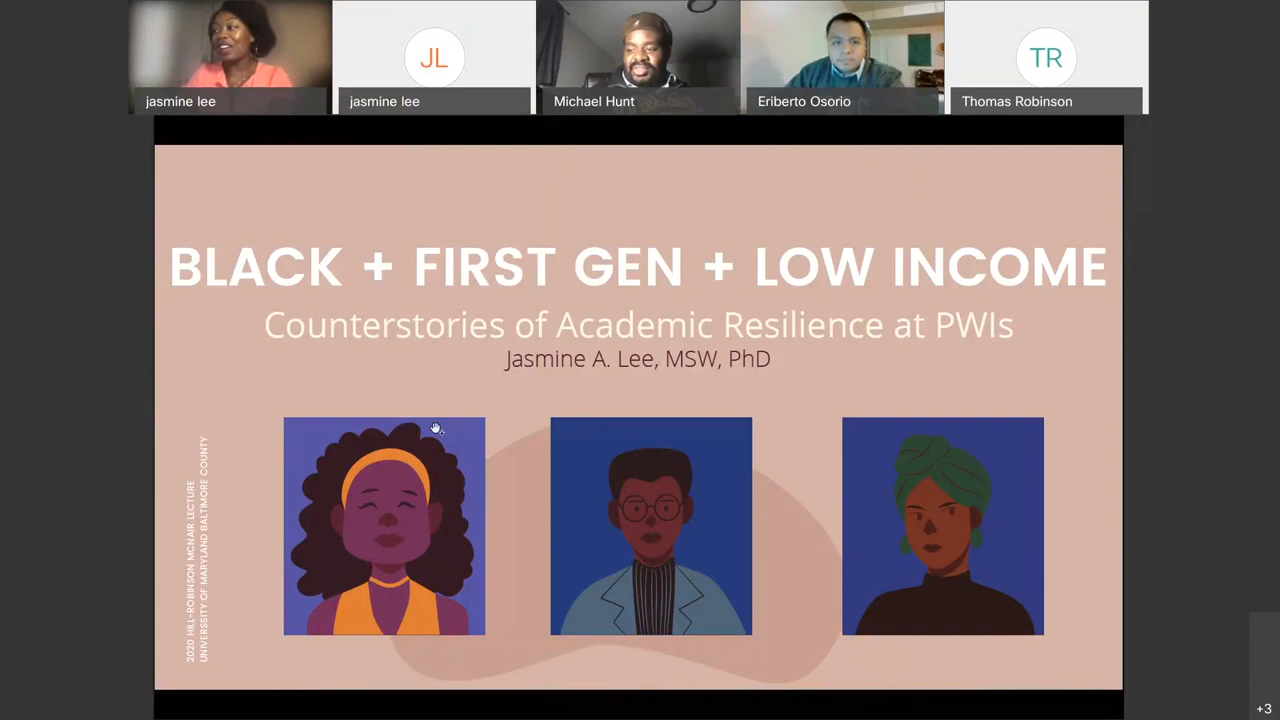 jasmine lee
JL
jasmine lee
Michael Hunt
Eriberto Osorio
TR
Thomas Robinson
BLACK + FIRST GEN + LOW INCOME
Counterstories of Academic Resilience at PWIs
Jasmine A. Lee, MSW, PhD
2020 HILL-ROBINSON MCNAIR LECTURE
UNIVERSSITY OF MARYLAND BALTIMORE COUNTY
+3